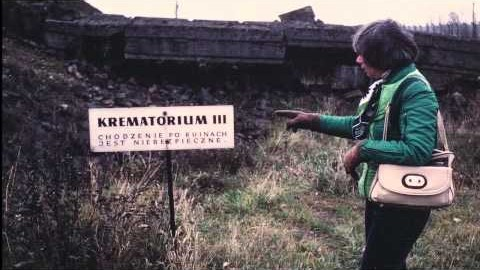 KREMATORIUM III
CHODZENIE PO RUINACH
JEST NIEBEZPIECZNE.